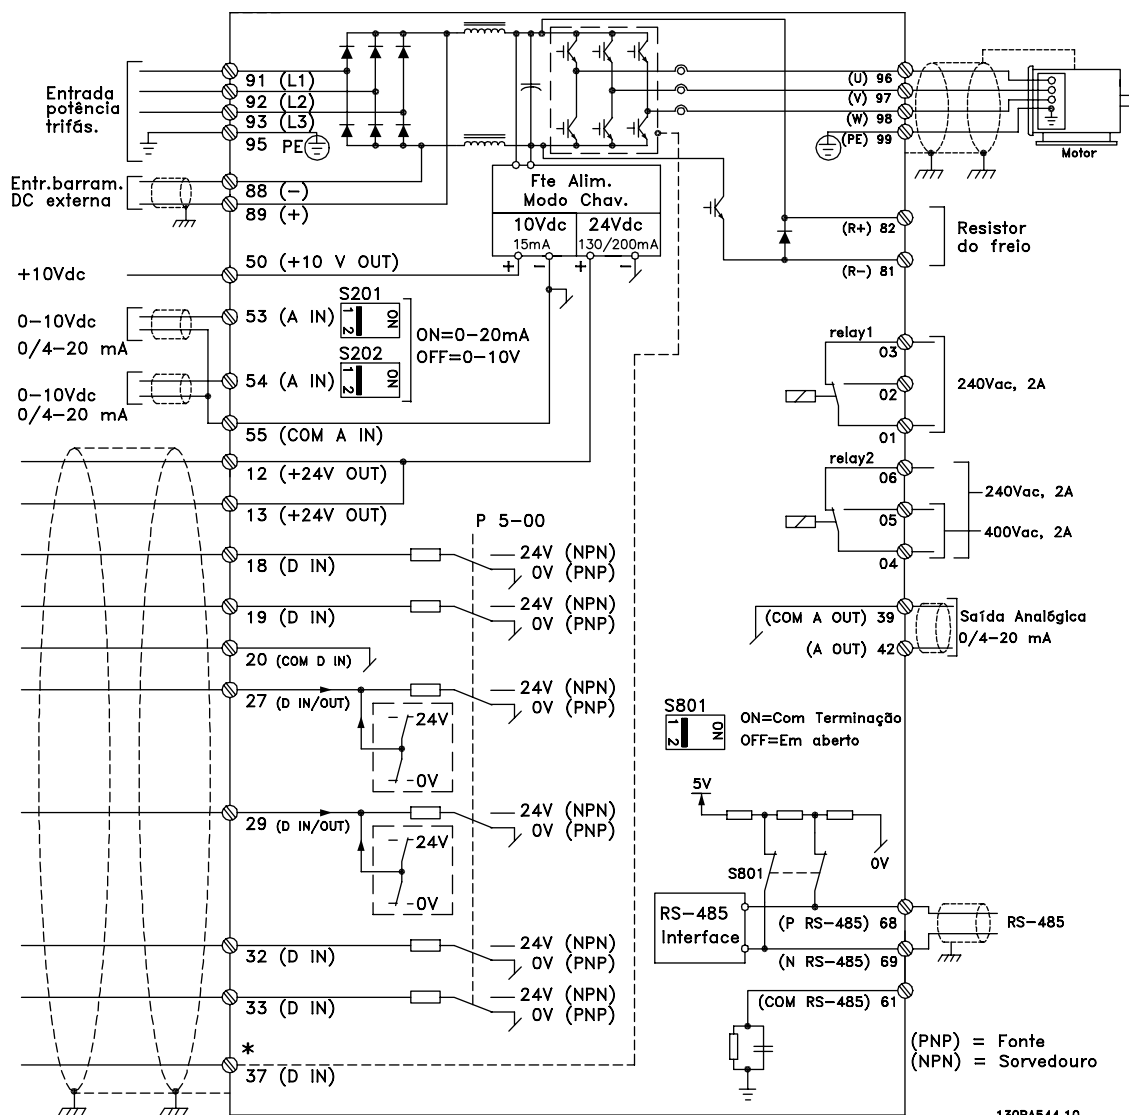 Entrada
potência
trifás.
91 (L1)
92 (L2)
93 (L3)
95 PE
Entr.barram.
DC externa
88 (-)
89 (+)
+10Vdc
50 (+10 V OUT)
0-10Vdc
0/4-20 mA
53 (A IN)
S201
1 2
ON
ON=0-20mA
OFF=0-10V
S202
1 2
ON
0-10Vdc
0/4-20 mA
54 (A IN)
55 (COM A IN)
12 (+24V OUT)
13 (+24V OUT)
Fte Alim.
Modo Chav.
10Vdc
15mA
24Vdc
130/200mA
+ - + -
P 5-00
18 (D IN)
24V (NPN)
0V (PNP)
19 (D IN)
24V (NPN)
0V (PNP)
20 (COM D IN)
27 (D IN/OUT)
24V (NPN)
0V (PNP)
24V
0V
29 (D IN/OUT)
24V (NPN)
0V (PNP)
24V
0V
32 (D IN)
24V (NPN)
0V (PNP)
33 (D IN)
24V (NPN)
0V (PNP)
*
37 (D IN)
(U) 96
(V) 97
(W) 98
(PE) 99
Motor
(R+) 82
Resistor
do freio
(R-) 81
relay1
03
02
01
240Vac, 2A
relay2
06
05
04
240Vac, 2A
400Vac, 2A
(COM A OUT) 39
(A OUT) 42
Saída Analógica
0/4-20 mA
S801
1 2
ON
ON=Com Terminação
OFF=Em aberto
5V
S801
0V
RS-485
Interface
(P RS-485) 68
(N RS-485) 69
RS-485
(COM RS-485) 61
(PNP) = Fonte
(NPN) = Sorvedouro
130BA544.10